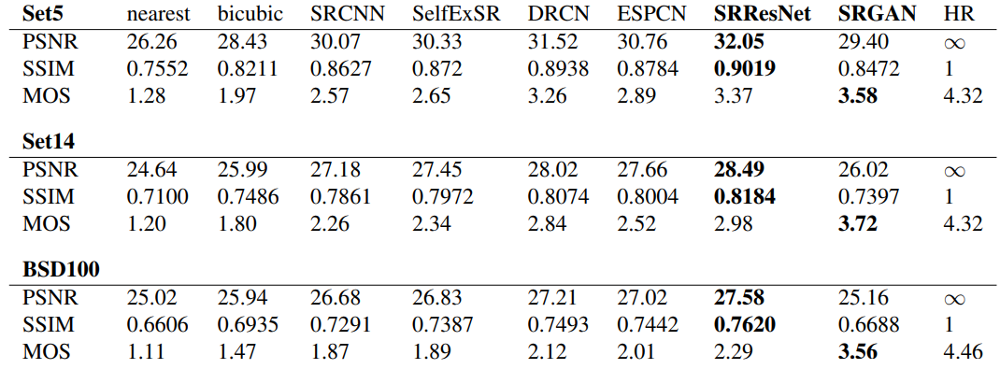 Set5 nearest bicubic SRCNN SelfExSR DRCN ESPCN SRResNet SRGAN HR
PSNR 26.26 28.43 30.07 30.33 31.52 30.76 32.05 29.40 ∞
SSIM 0.7552 0.8211 0.8627 0.872 0.8938 0.8784 0.9019 0.8472 1
MOS 1.28 1.97 2.57 2.65 3.26 2.89 3.37 3.58 4.32
Set14
PSNR 24.64 25.99 27.18 27.45 28.02 27.66 28.49 26.02 ∞
SSIM 0.7100 0.7486 0.7861 0.7972 0.8074 0.8004 0.8184 0.7397 1
MOS 1.20 1.80 2.26 2.34 2.84 2.52 2.98 3.72 4.32
BSD100
PSNR 25.02 25.94 26.68 26.83 27.21 27.02 27.58 25.16 ∞
SSIM 0.6606 0.6935 0.7291 0.7387 0.7493 0.7442 0.7620 0.6688 1
MOS 1.11 1.47 1.87 1.89 2.12 2.01 2.29 3.56 4.46